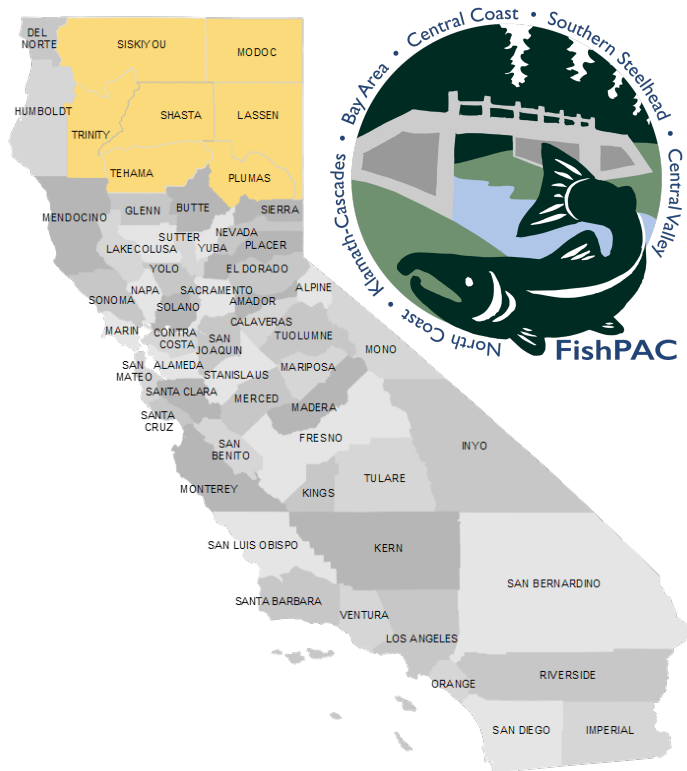 DEL
NORTE
SISKIYOU
MODOC
HUMBOLDT
TRINITY
SHASTA
LASSEN
TEHAMA
PLUMAS
MENDOCINO
GLENN
BUTTE
SIERRA
LAKE
COLUSA
SUTTER
YUBA
NEVADA
PLACER
YOLO
EL DORADO
SONOMA
NAPA
SACRAMENTO
ALPINE
SOLANO
AMADOR
MARIN
CONTRA
COSTA
CALAVERAS
SAN
JOAQUIN
TUOLUMNE
MONO
SAN
MATEO
ALAMEDA
STANISLAUS
MARIPOSA
SANTA CLARA
MERCED
MADERA
SANTA
CRUZ
SAN
BENITO
FRESNO
INYO
MONTEREY
KINGS
TULARE
SAN LUIS OBISPO
KERN
SAN BERNARDINO
SANTA BARBARA
VENTURA
LOS ANGELES
ORANGE
RIVERSIDE
SAN DIEGO
IMPERIAL
North Coast • Klamath-Cascades • Bay Area • Central Coast • Southern Steelhead • Central Valley
FishPAC